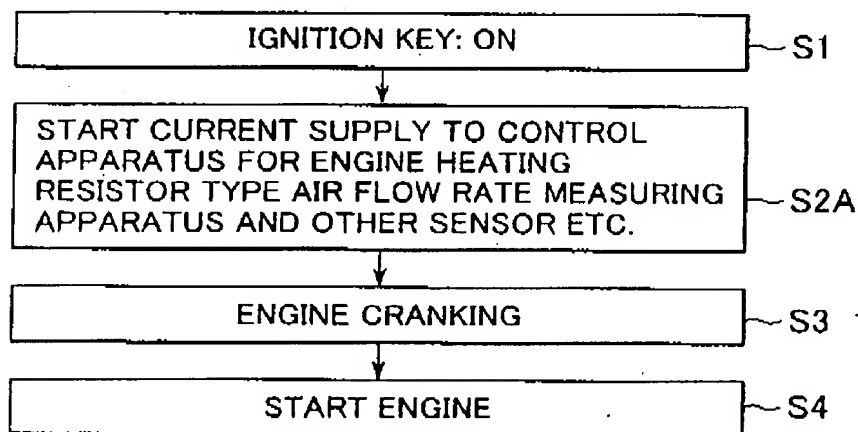 IGNITION KEY: ON
S1
START CURRENT SUPPLY TO CONTROL
APPARATUS FOR ENGINE HEATING
RESISTOR TYPE AIR FLOW RATE MEASURING
APPARATUS AND OTHER SENSOR ETC.
S2A
ENGINE CRANKING
S3
START ENGINE
S4